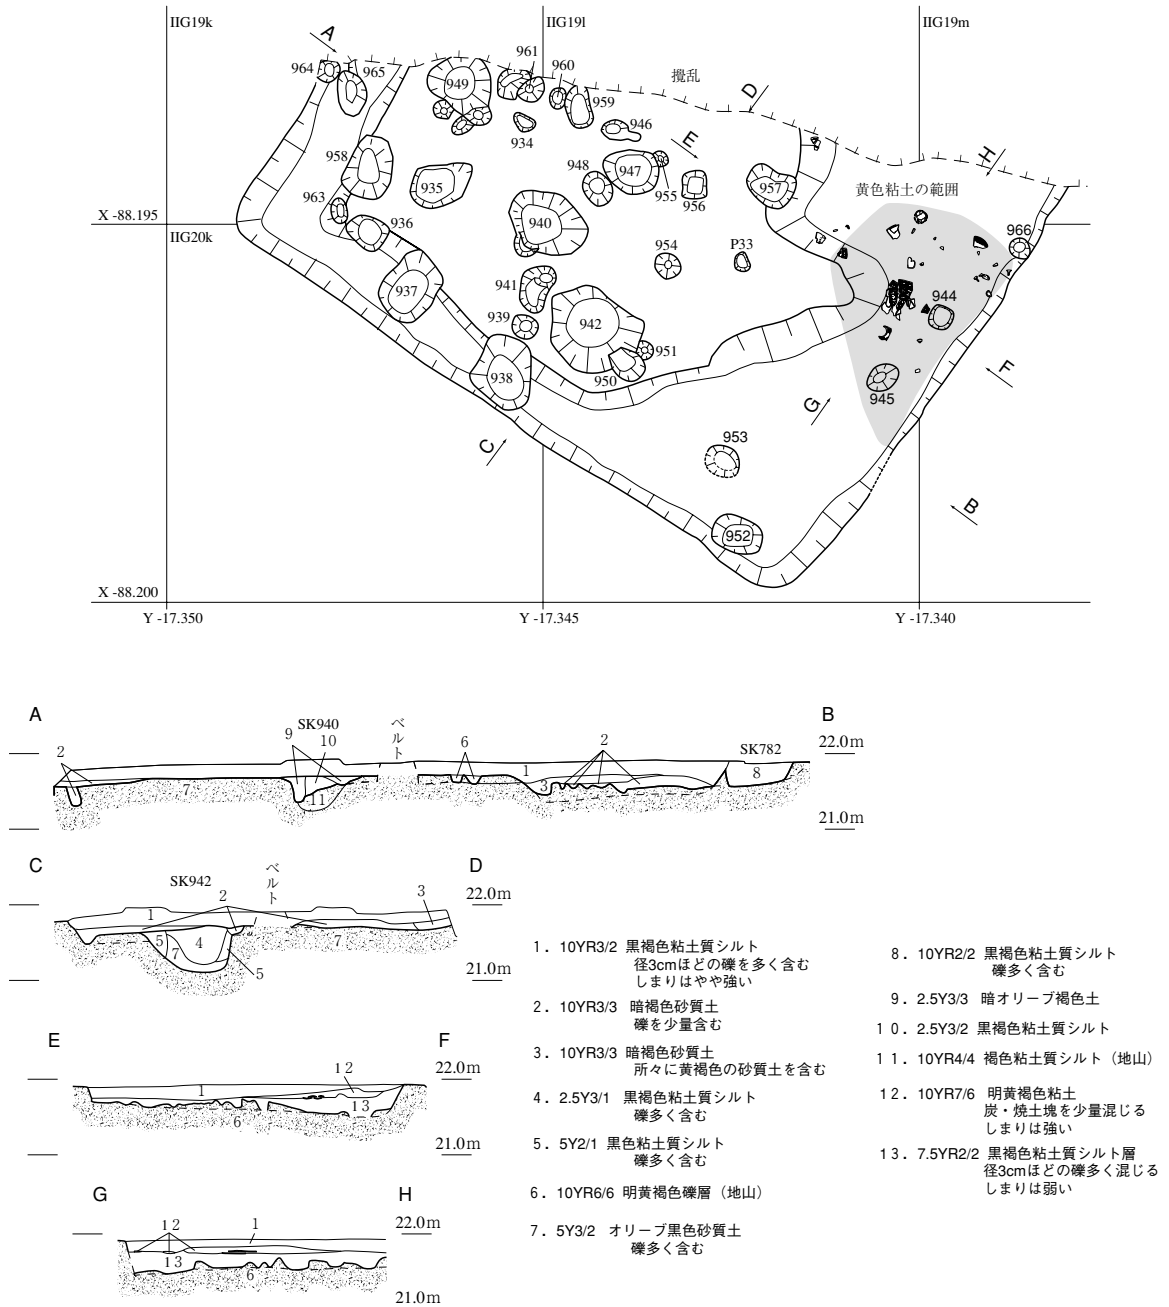 IIG19k
IIG19l
IIG19m
A
961
960
964
965
949
攪乱
D
959
946
934
E
H
958
948
947
935
955
956
957
黄色粘土の範囲
963
X -88.195
936
940
966
IIG20k
954
P33
941
937
944
939
942
951
938
950
F
945
G
C
953
B
952
X -88.200
Y -17.350
Y -17.345
Y -17.340
A
SK940
ベルト
B
9
10
2
6
2
SK782
22.0m
1
7
3
8
11
21.0m
C
SK942
ベルト
D
2
3
22.0m
1
5
4
7
7
5
21.0m
E
F
12
22.0m
1
13
6
21.0m
G
H
12
1
22.0m
13
6
21.0m
1．10YR3/2 黒褐色粘土質シルト
径3cmほどの礫を多く含む
しまりはやや強い
2．10YR3/3 暗褐色砂質土
礫を少量含む
3．10YR3/3 暗褐色砂質土
所々に黄褐色の砂質土を含む
4．2.5Y3/1 黒褐色粘土質シルト
礫多く含む
5．5Y2/1 黒色粘土質シルト
礫多く含む
6．10YR6/6 明黄褐色礫層（地山）
7．5Y3/2 オリーブ黒色砂質土
礫多く含む
8．10YR2/2 黒褐色粘土質シルト
礫多く含む
9．2.5Y3/3 暗オリーブ褐色土
10．2.5Y3/2 黒褐色粘土質シルト
11．10YR4/4 褐色粘土質シルト（地山）
12．10YR7/6 明黄褐色粘土
炭・焼土塊を少量混じる
しまりは強い
13．7.5YR2/2 黒褐色粘土質シルト層
径3cmほどの礫多く混じる
しまりは弱い